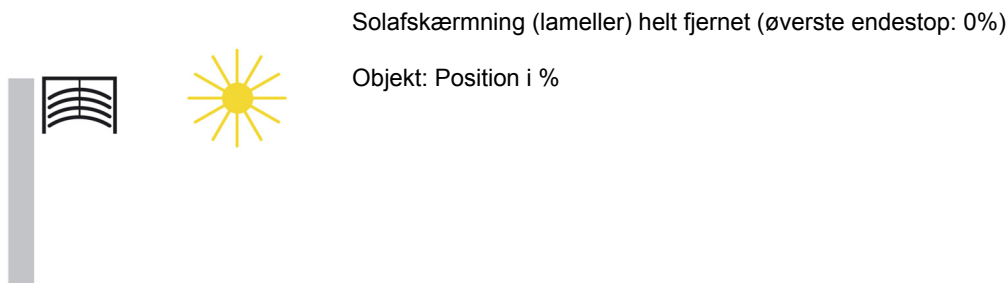 Solafskærmning (lameller) helt fjernet (øverste endestop: 0%)
Objekt: Position i %